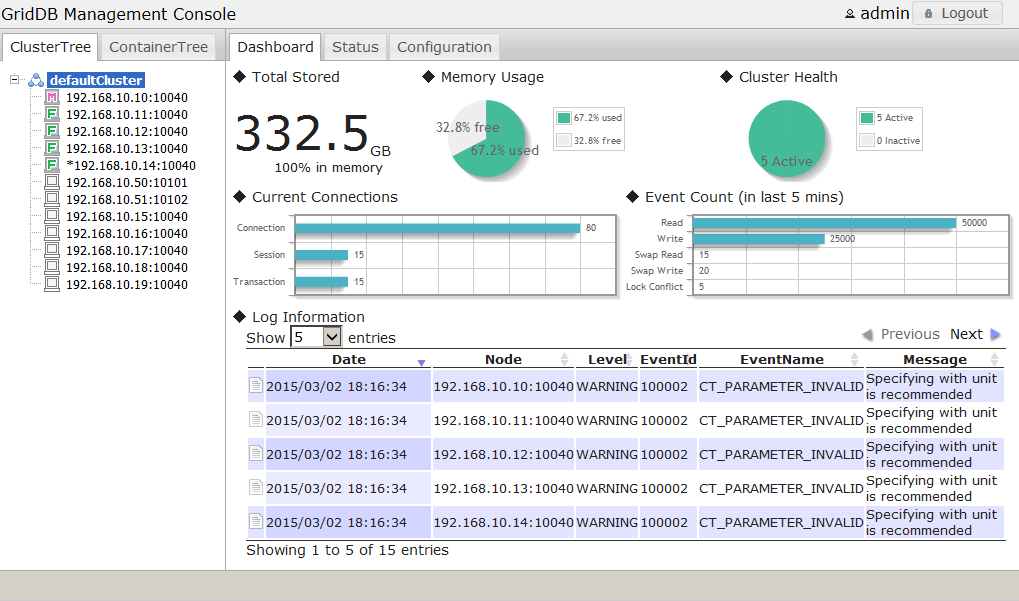 GridDB Management Console
admin
Logout
ClusterTree
ContainerTree
Dashboard
Status
Configuration
defaultCluster
M 192.168.10.10:10040
F 192.168.10.11:10040
F 192.168.10.12:10040
F 192.168.10.13:10040
F *192.168.10.14:10040
192.168.10.50:10101
192.168.10.51:10102
192.168.10.15:10040
192.168.10.16:10040
192.168.10.17:10040
192.168.10.18:10040
192.168.10.19:10040
Total Stored
332.5 GB
100% in memory
Memory Usage
32.8% free
67.2% used
67.2% used
32.8% free
Cluster Health
5 Active
5 Active
0 Inactive
Current Connections
Connection 80
Session 15
Transaction 15
Event Count (in last 5 mins)
Read 50000
Write 25000
Swap Read 15
Swap Write 20
Lock Conflict 5
Log Information
Show 5 entries
Previous Next
Date Node Level EventId EventName Message
2015/03/02 18:16:34 192.168.10.10:10040 WARNING 100002 CT_PARAMETER_INVALID Specifying with unit
is recommended
2015/03/02 18:16:34 192.168.10.11:10040 WARNING 100002 CT_PARAMETER_INVALID Specifying with unit
is recommended
2015/03/02 18:16:34 192.168.10.12:10040 WARNING 100002 CT_PARAMETER_INVALID Specifying with unit
is recommended
2015/03/02 18:16:34 192.168.10.13:10040 WARNING 100002 CT_PARAMETER_INVALID Specifying with unit
is recommended
2015/03/02 18:16:34 192.168.10.14:10040 WARNING 100002 CT_PARAMETER_INVALID Specifying with unit
is recommended
Showing 1 to 5 of 15 entries